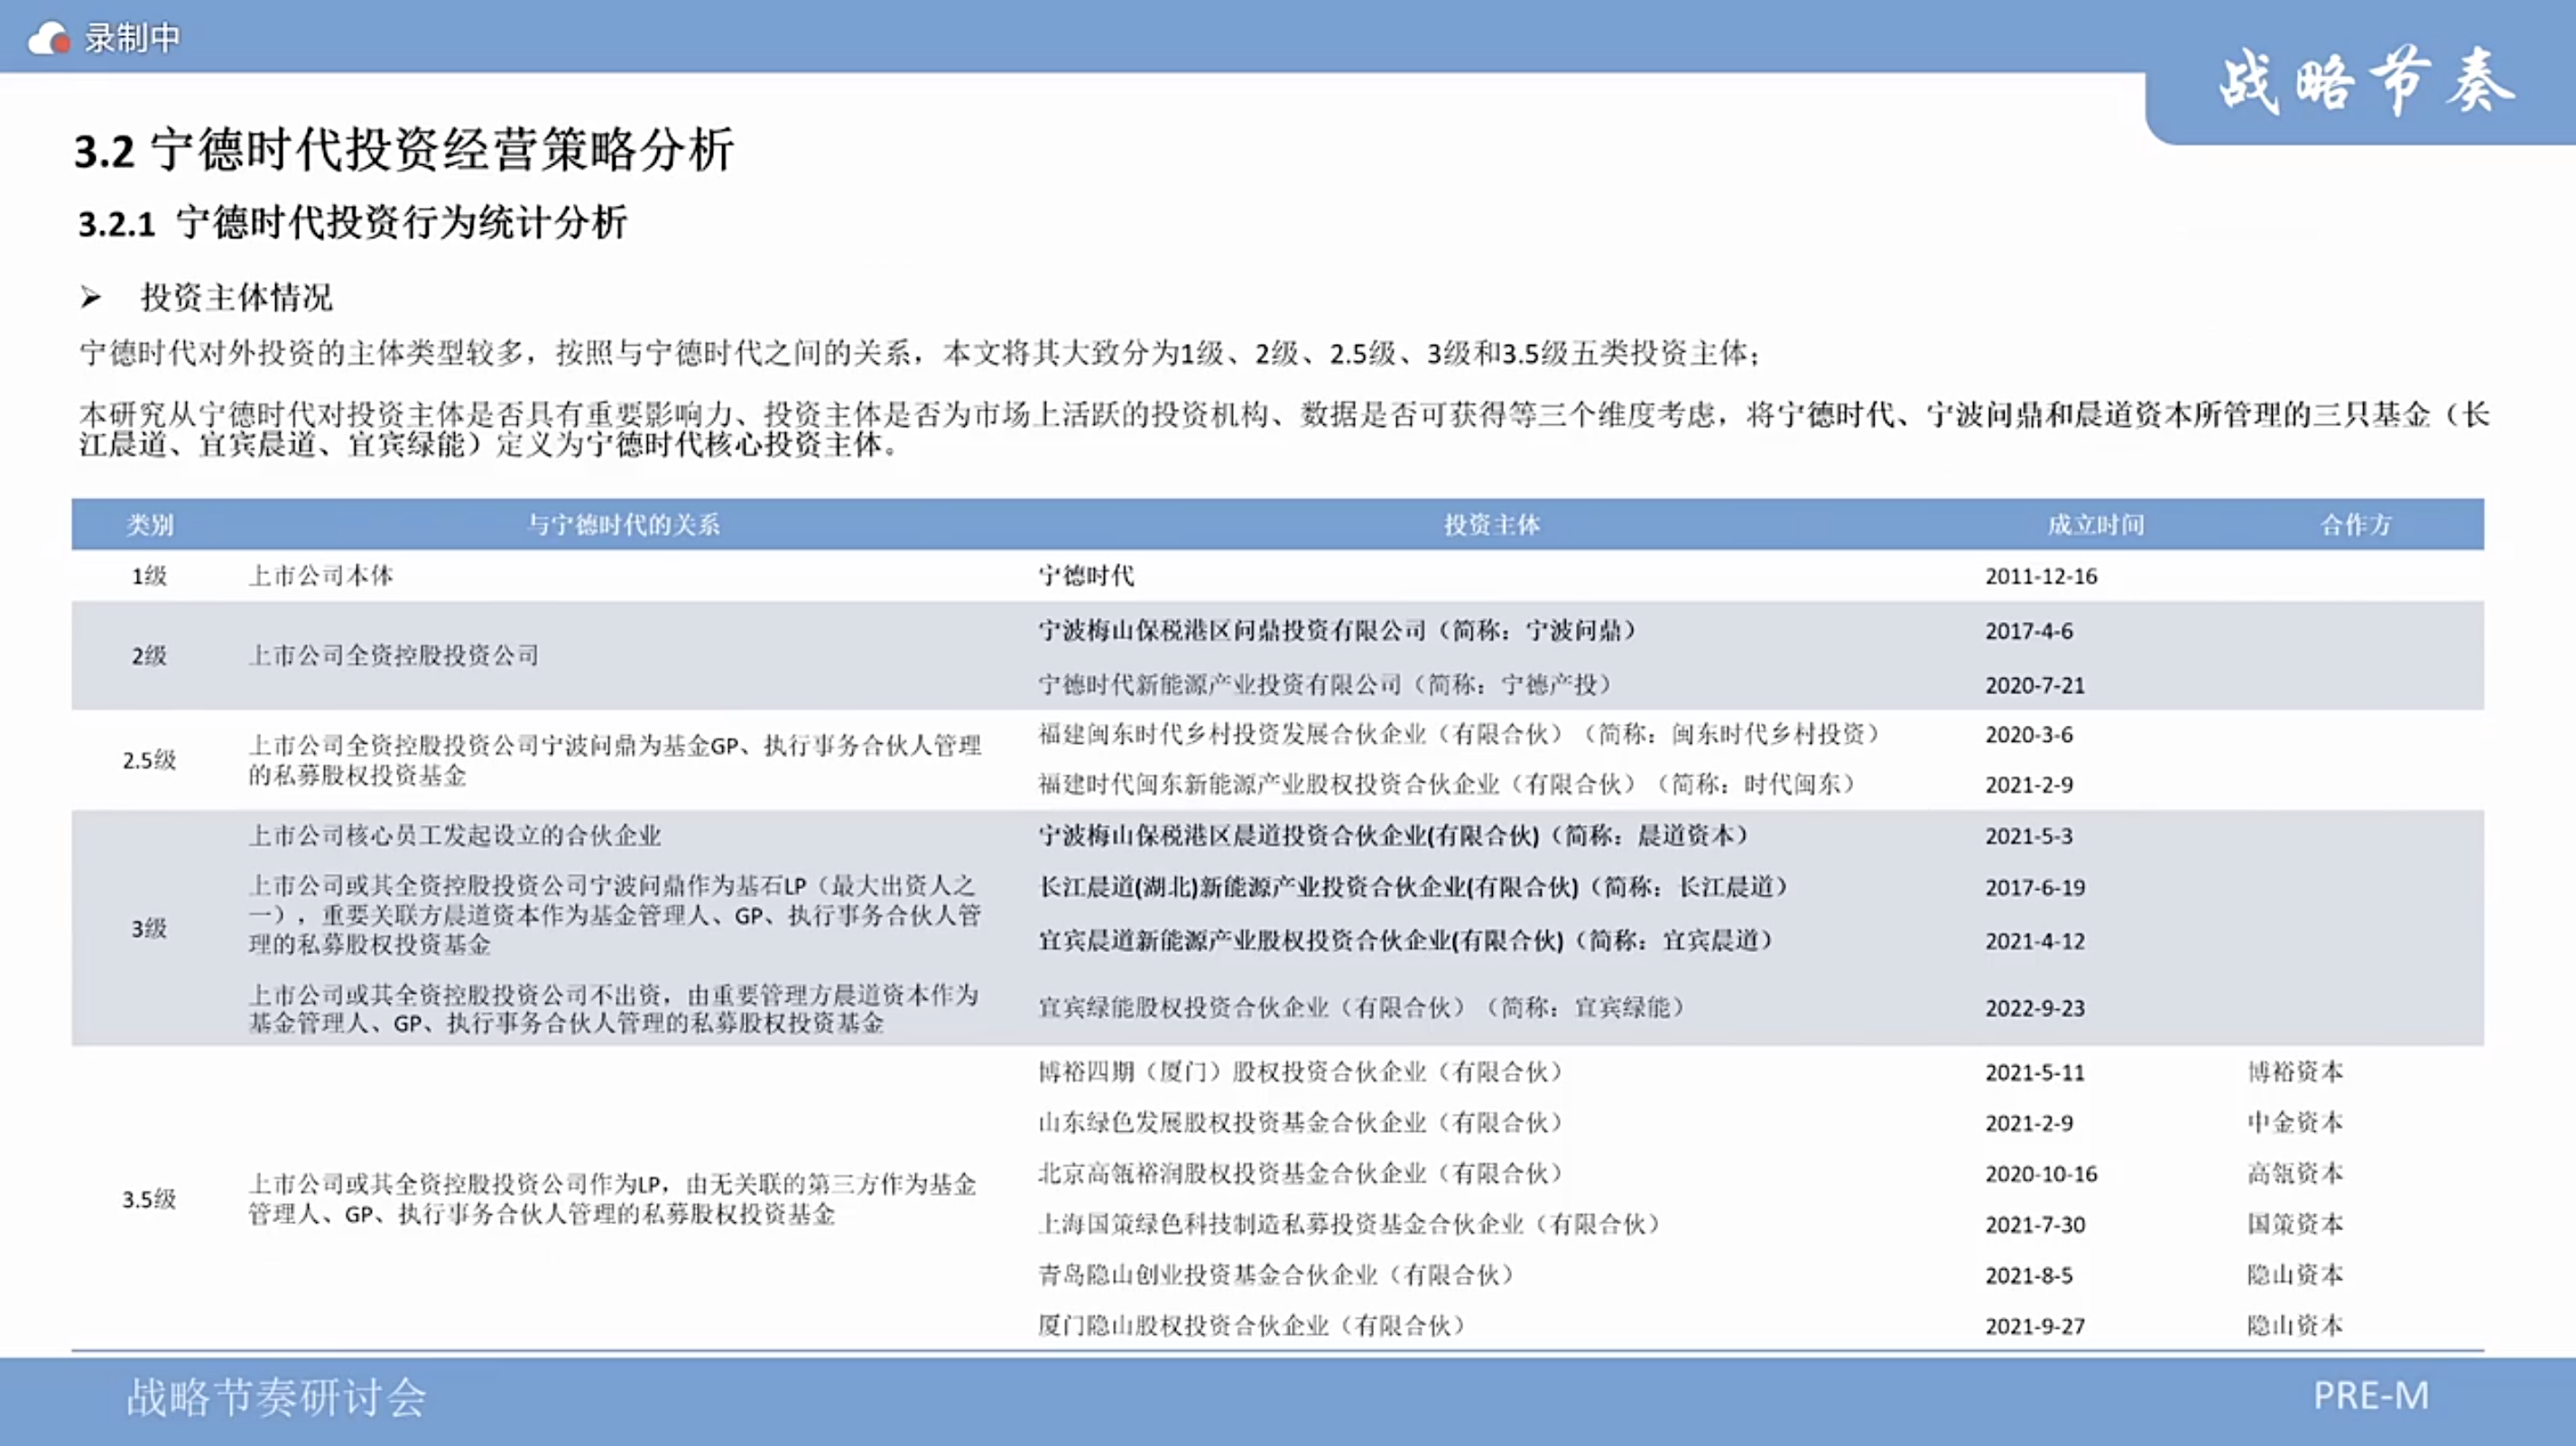 录制中
战略节奏
3.2 宁德时代投资经营策略分析
3.2.1 宁德时代投资行为统计分析
➢ 投资主体情况
宁德时代对外投资的主体类型较多，按照与宁德时代之间的关系，本文将其大致分为1级、2级、2.5级、3级和3.5级五类投资主体；
本研究从宁德时代对投资主体是否具有重要影响力、投资主体是否为市场上活跃的投资机构、数据是否可获得等三个维度考虑，将宁德时代、宁波问鼎和晨道资本所管理的三只基金（长
江晨道、宜宾晨道、宜宾绿能）定义为宁德时代核心投资主体。
类别 与宁德时代的关系 投资主体 成立时间 合作方
1级 上市公司本体 宁德时代 2011-12-16
2级 上市公司全资控股投资公司
宁波梅山保税港区问鼎投资有限公司（简称：宁波问鼎） 2017-4-6
宁德时代新能源产业投资有限公司（简称：宁德产投） 2020-7-21
2.5级
上市公司全资控股投资公司宁波问鼎为基金GP、执行事务合伙人管理
的私募股权投资基金
福建闽东时代乡村投资发展合伙企业（有限合伙）（简称：闽东时代乡村投资） 2020-3-6
福建时代闽东新能源产业股权投资合伙企业（有限合伙）（简称：时代闽东） 2021-2-9
3级
上市公司核心员工发起设立的合伙企业 宁波梅山保税港区晨道投资合伙企业(有限合伙)（简称：晨道资本） 2021-5-3
上市公司或其全资控股投资公司宁波问鼎作为基石LP（最大出资人之
一），重要关联方晨道资本作为基金管理人、GP、执行事务合伙人管
理的私募股权投资基金
长江晨道(湖北)新能源产业投资合伙企业(有限合伙)（简称：长江晨道） 2017-6-19
宜宾晨道新能源产业股权投资合伙企业(有限合伙)（简称：宜宾晨道） 2021-4-12
上市公司或其全资控股投资公司不出资，由重要管理方晨道资本作为
基金管理人、GP、执行事务合伙人管理的私募股权投资基金
宜宾绿能股权投资合伙企业（有限合伙）（简称：宜宾绿能） 2022-9-23
3.5级
上市公司或其全资控股投资公司作为LP，由无关联的第三方作为基金
管理人、GP、执行事务合伙人管理的私募股权投资基金
博裕四期（厦门）股权投资合伙企业（有限合伙） 2021-5-11 博裕资本
山东绿色发展股权投资基金合伙企业（有限合伙） 2021-2-9 中金资本
北京高瓴裕润股权投资基金合伙企业（有限合伙） 2020-10-16 高瓴资本
上海国策绿色科技制造私募投资基金合伙企业（有限合伙） 2021-7-30 国策资本
青岛隐山创业投资基金合伙企业（有限合伙） 2021-8-5 隐山资本
厦门隐山股权投资合伙企业（有限合伙） 2021-9-27 隐山资本
战略节奏研讨会
PRE-M